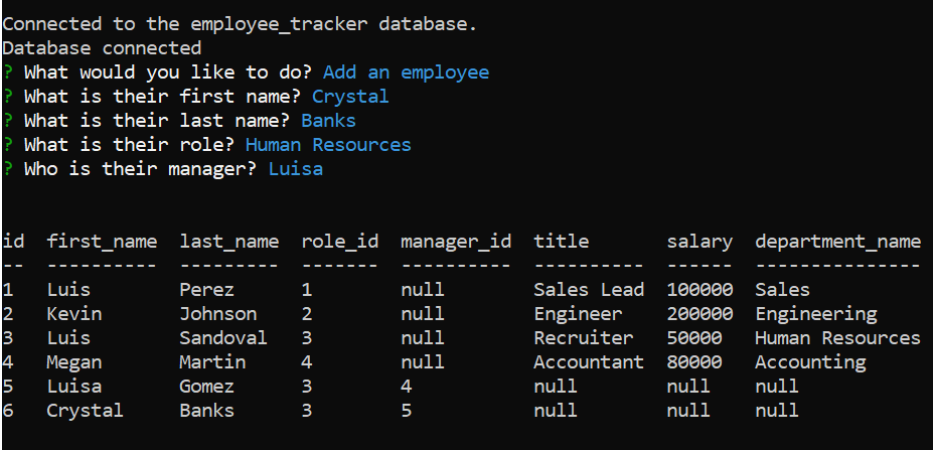 Connected to the employee_tracker database.
Database connected
? What would you like to do? Add an employee
? What is their first name? Crystal
? What is their last name? Banks
? What is their role? Human Resources
? Who is their manager? Luisa
id first_name last_name role_id manager_id title salary department_name
-- ---------- --------- ------- ---------- ---------- ------ ---------------
1 Luis Perez 1 null Sales Lead 100000 Sales
2 Kevin Johnson 2 null Engineer 200000 Engineering
3 Luis Sandoval 3 null Recruiter 50000 Human Resources
4 Megan Martin 4 null Accountant 80000 Accounting
5 Luisa Gomez 3 4 null null null
6 Crystal Banks 3 5 null null null